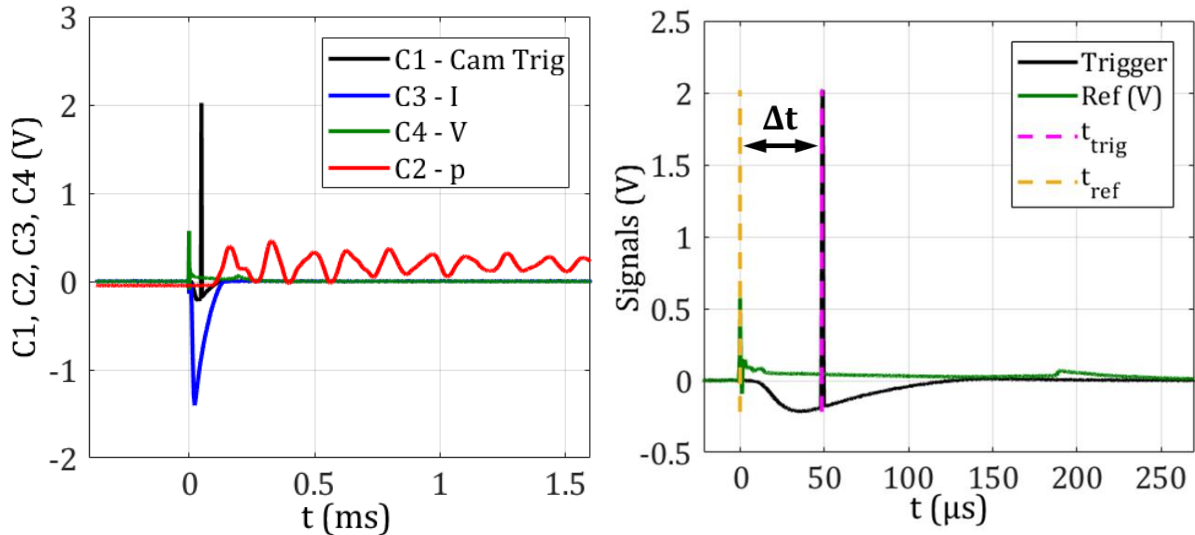 C1, C2, C3, C4 (V)
3
2
1
0
-1
-2
0
0.5
1
1.5
t (ms)
C1 - Cam Trig
C3 - I
C4 - V
C2 - p
Signals (V)
2.5
2
1.5
1
0.5
0
-0.5
0
50
100
150
200
250
t (μs)
Δt
Trigger
Ref (V)
t_trig
t_ref